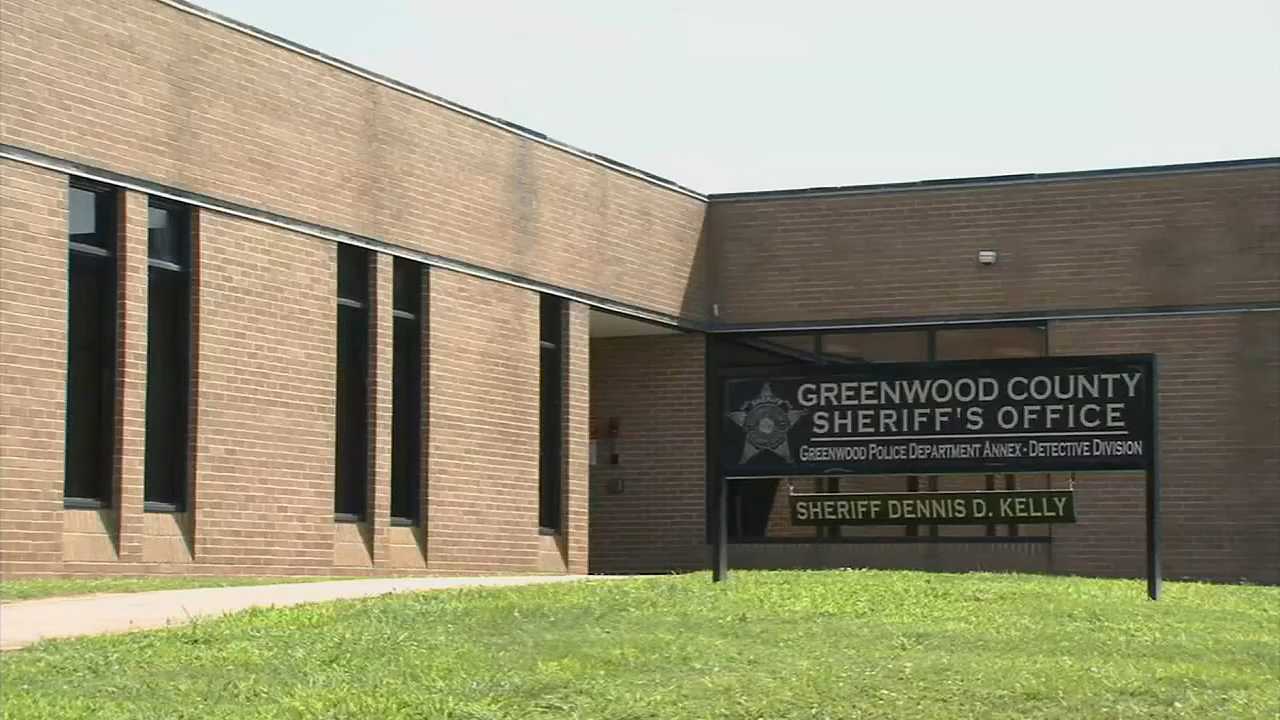 GREENWOOD COUNTY
SHERIFF'S OFFICE
GREENWOOD POLICE DEPARTMENT ANNEX - DETECTIVE DIVISION
SHERIFF DENNIS D. KELLY